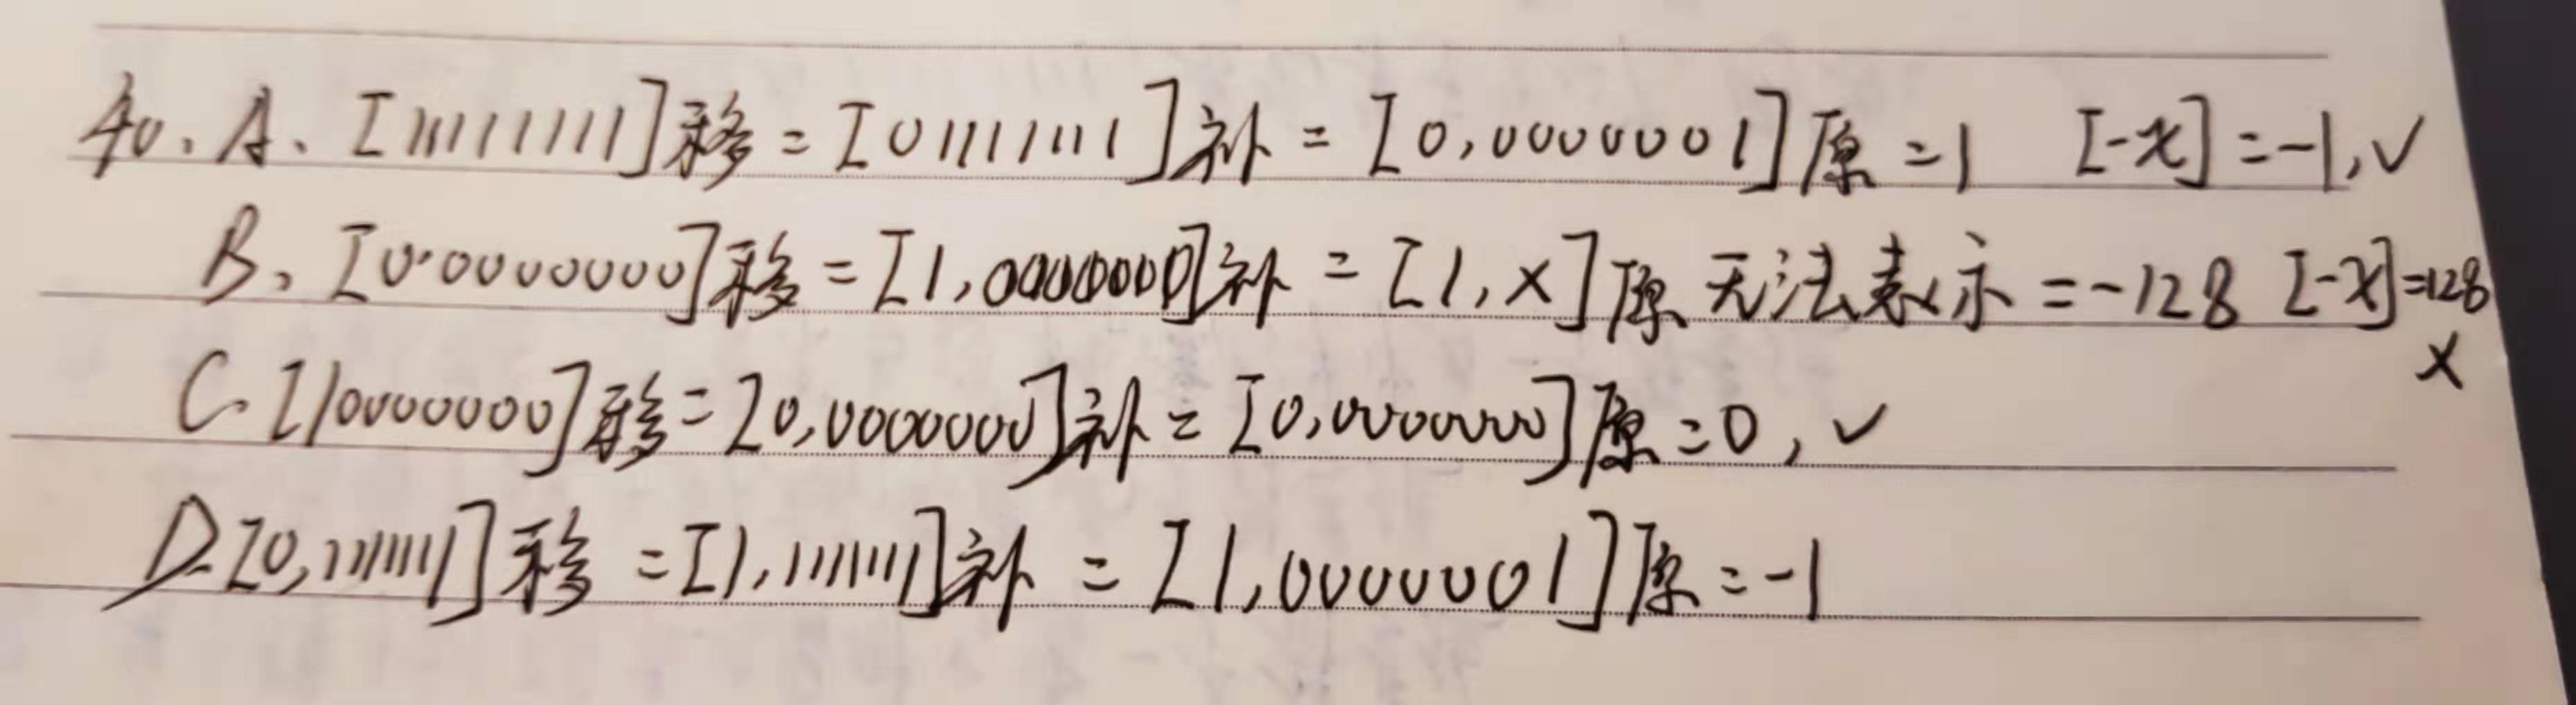 40、A、[11111111]移=[01111111]补=[0,0000001]原=1 [-x]=-1,✓
B、[0·0000000]移=[1,0000000]补=[1,×]原 无法表示=-128 [-x]=128
×
C.[10000000]移=[0,0000000]补=[0,0000000]原=0,✓
D.[0,1111111]移=[1,1111111]补=[1,0000001]原=-1